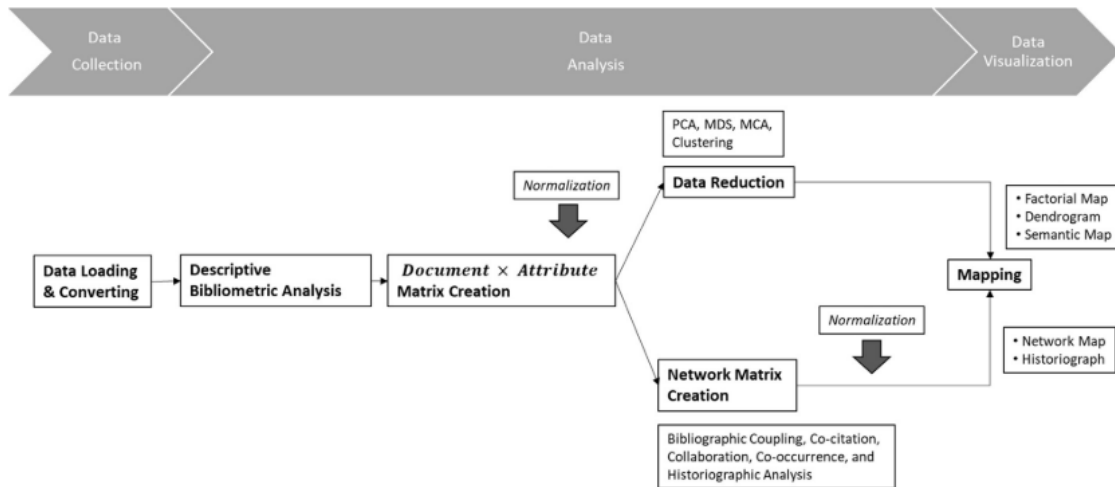 Data
Collection
Data
Analysis
Data
Visualization
PCA, MDS, MCA,
Clustering
Normalization
Data Reduction
• Factorial Map
• Dendrogram
• Semantic Map
Data Loading
& Converting
Descriptive
Bibliometric Analysis
Document × Attribute
Matrix Creation
Mapping
Normalization
• Network Map
• Historiograph
Network Matrix
Creation
Bibliographic Coupling, Co-citation,
Collaboration, Co-occurrence, and
Historiographic Analysis